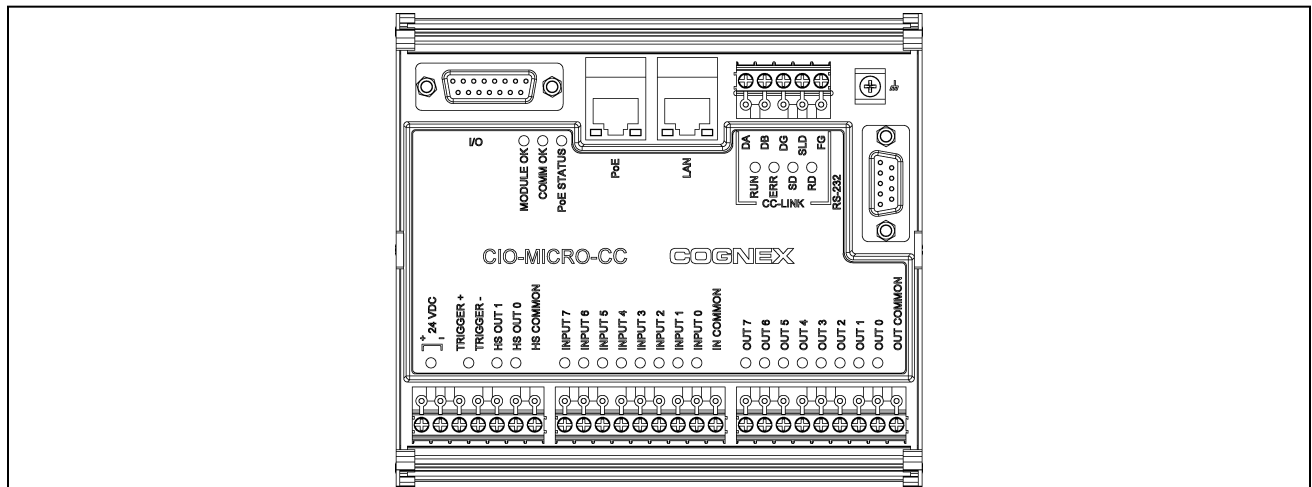 I/O
MODULE OK
COMM OK
PoE STATUS
PoE
LAN
DA
DB
DG
SLD
FG
RUN
ERR
SD
RD
CC-LINK
RS-232
CIO-MICRO-CC
COGNEX
+
-
24 VDC
TRIGGER +
TRIGGER -
HS OUT 1
HS OUT 0
HS COMMON
INPUT 7
INPUT 6
INPUT 5
INPUT 4
INPUT 3
INPUT 2
INPUT 1
INPUT 0
IN COMMON
OUT 7
OUT 6
OUT 5
OUT 4
OUT 3
OUT 2
OUT 1
OUT 0
OUT COMMON